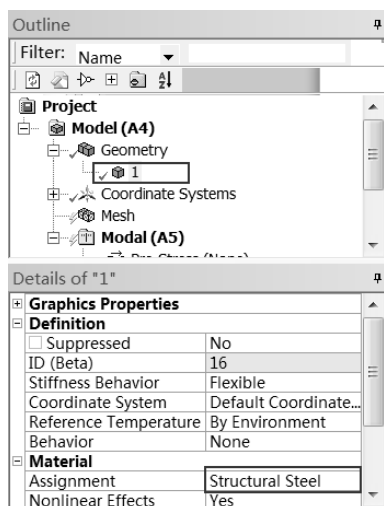 Outline
Filter: Name
Project
Model (A4)
Geometry
1
Coordinate Systems
Mesh
Modal (A5)
Details of "1"
Graphics Properties
Definition
Suppressed No
ID (Beta) 16
Stiffness Behavior Flexible
Coordinate System Default Coordinate...
Reference Temperature By Environment
Behavior None
Material
Assignment Structural Steel
Nonlinear Effects Yes